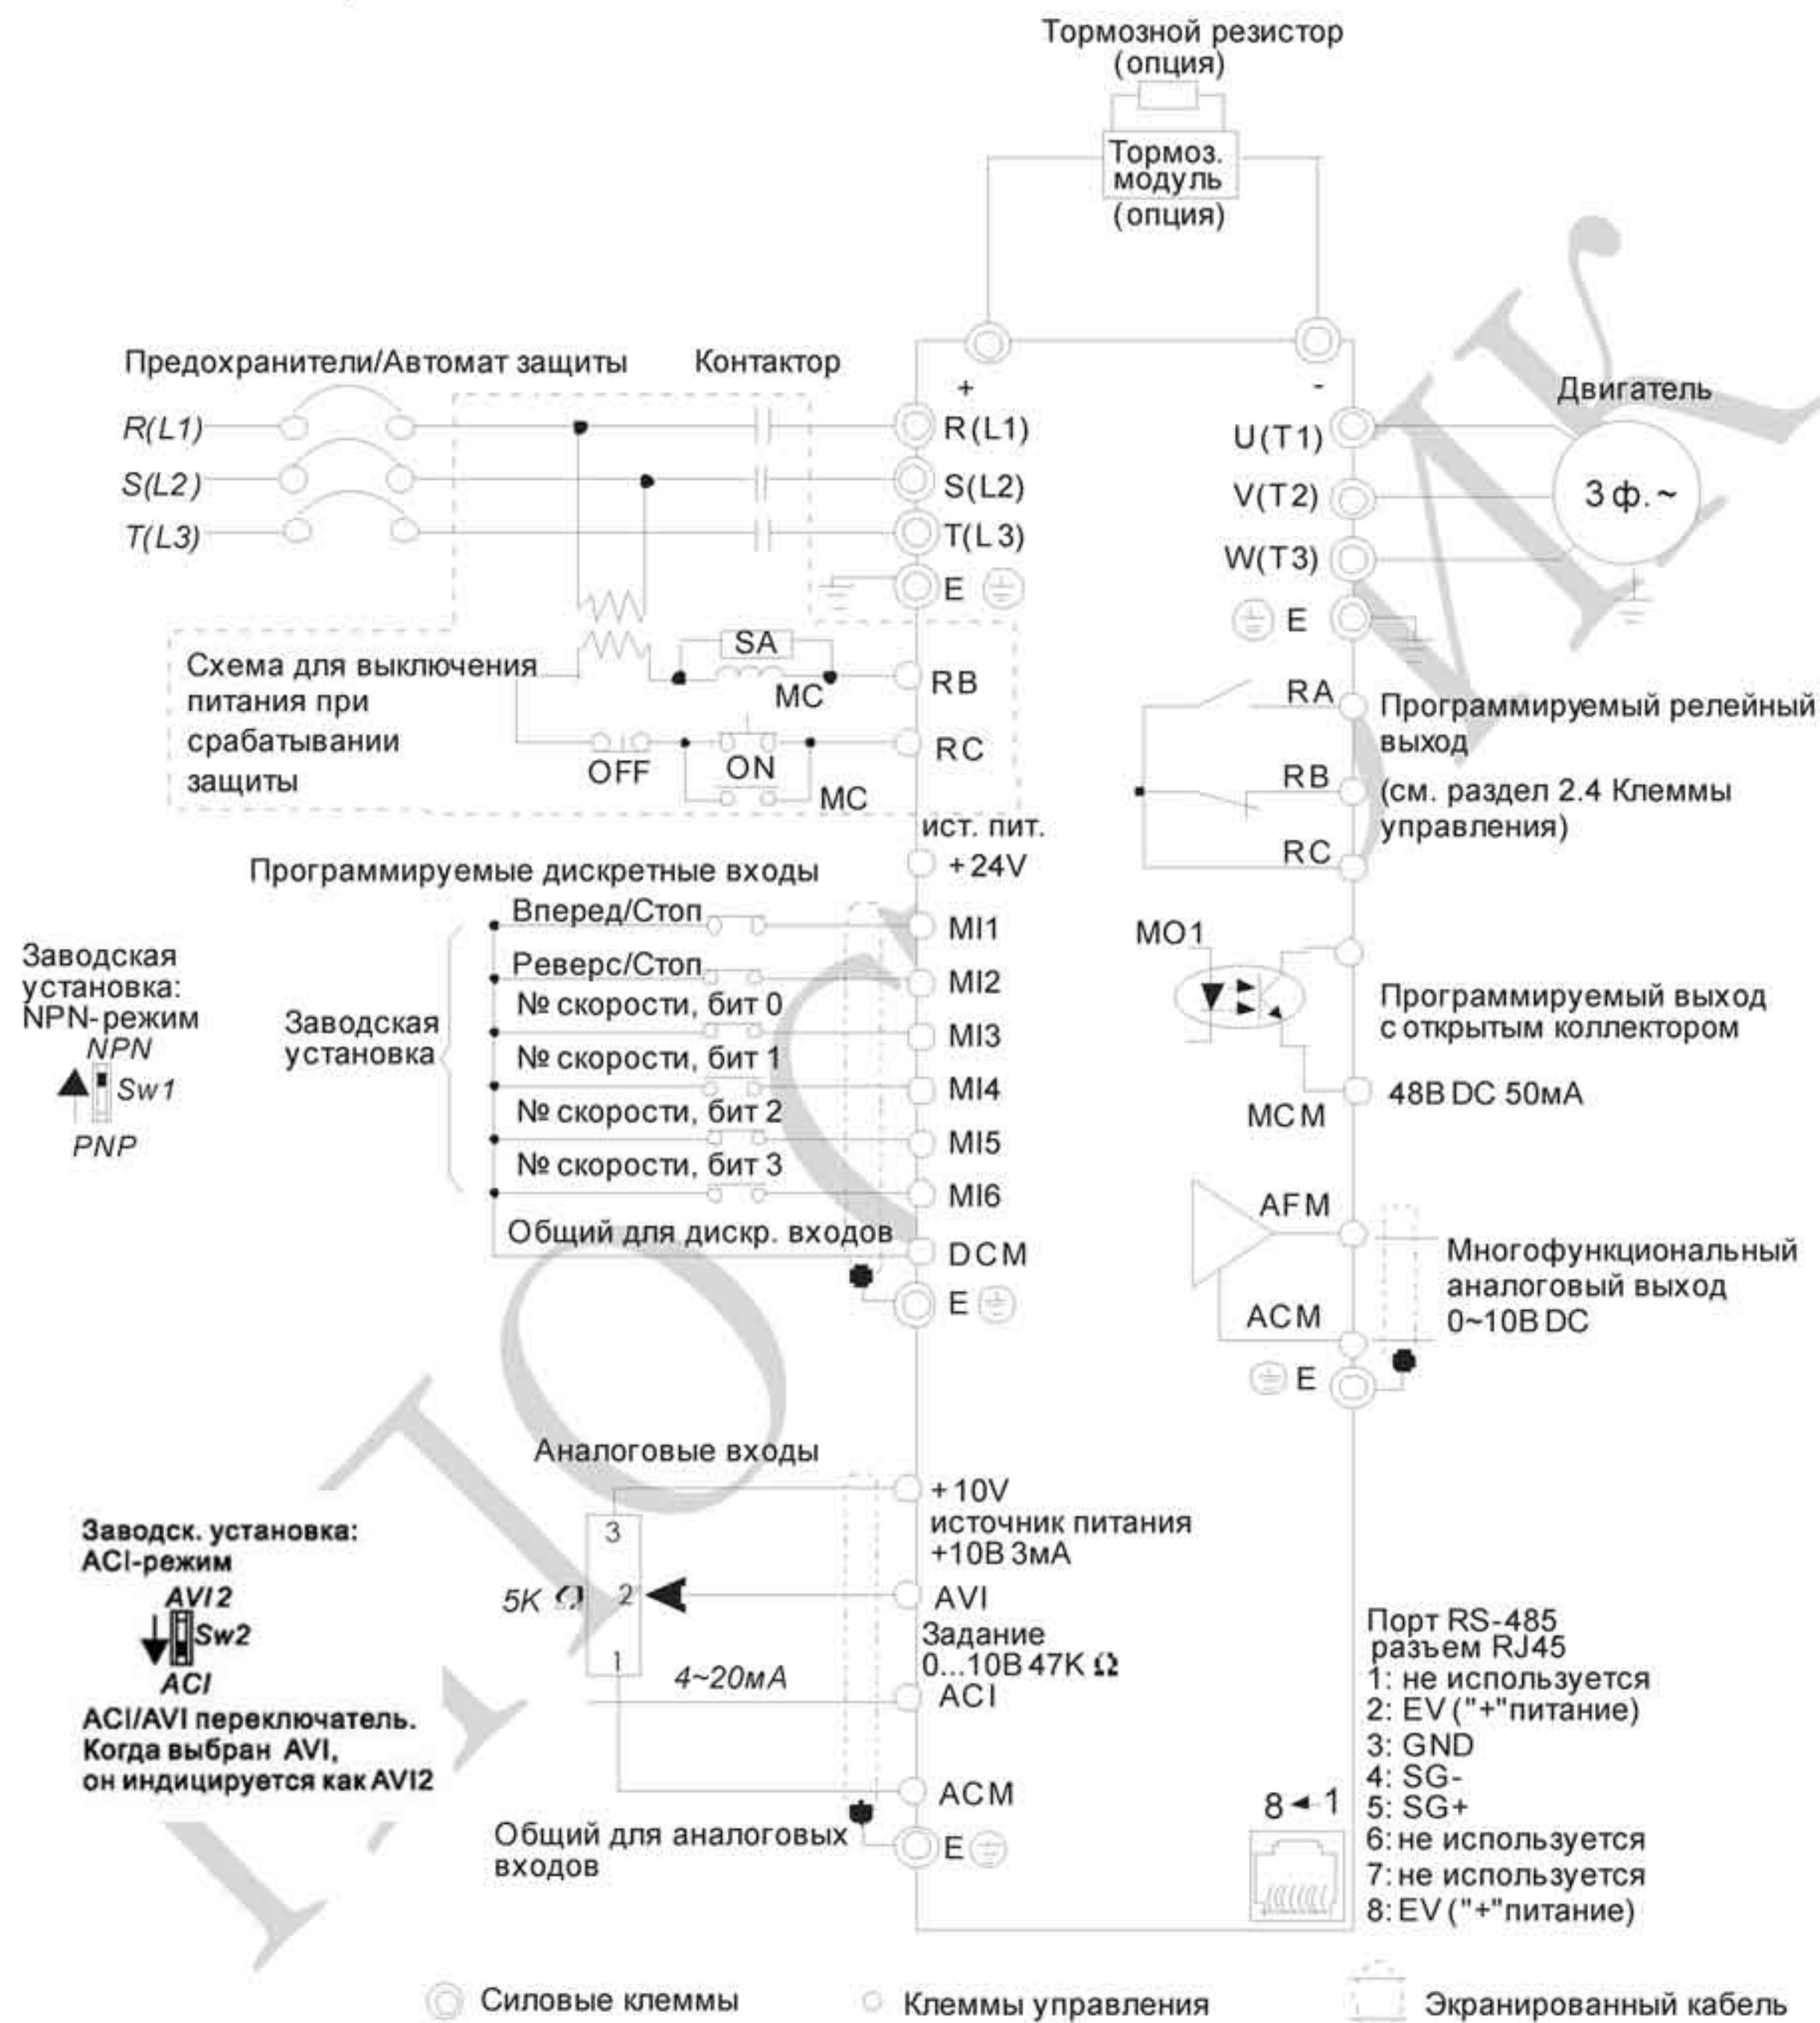 Тормозной резистор
(опция)
Тормоз.
модуль
(опция)
Предохранители/Автомат защиты
Контактор
+
-
Двигатель
R(L1)
R(L1)
U(T1)
S(L2)
S(L2)
V(T2)
3 ф. ~
T(L3)
T(L3)
W(T3)
E
E
Схема для выключения
питания при
срабатывании
защиты
SA
MC
RB
OFF
ON
MC
RC
RA
RB
RC
Программируемый релейный
выход
(см. раздел 2.4 Клеммы
управления)
ист. пит.
+24V
Программируемые дискретные входы
Заводская
установка:
NPN-режим
NPN
Sw1
PNP
Заводская
установка
Вперед/Стоп
MI1
Реверс/Стоп
MI2
№ скорости, бит 0
MI3
№ скорости, бит 1
MI4
№ скорости, бит 2
MI5
№ скорости, бит 3
MI6
Общий для дискр. входов
DCM
E
MO1
Программируемый выход
с открытым коллектором
48В DC 50мА
MCM
AFM
ACM
E
Многофункциональный
аналоговый выход
0~10В DC
Аналоговые входы
+10V
источник питания
+10В 3мА
3
5K Ω
2
1
AVI
Задание
0...10В 47K Ω
4~20мА
ACI
ACM
Общий для аналоговых
входов
E
Заводск. установка:
ACI-режим
AVI2
Sw2
ACI
ACI/AVI переключатель.
Когда выбран AVI,
он индицируется как AVI2
Порт RS-485
разъем RJ45
1: не используется
2: EV ("+"питание)
3: GND
4: SG-
5: SG+
6: не используется
7: не используется
8: EV ("+"питание)
8 1
Силовые клеммы
Клеммы управления
Экранированный кабель